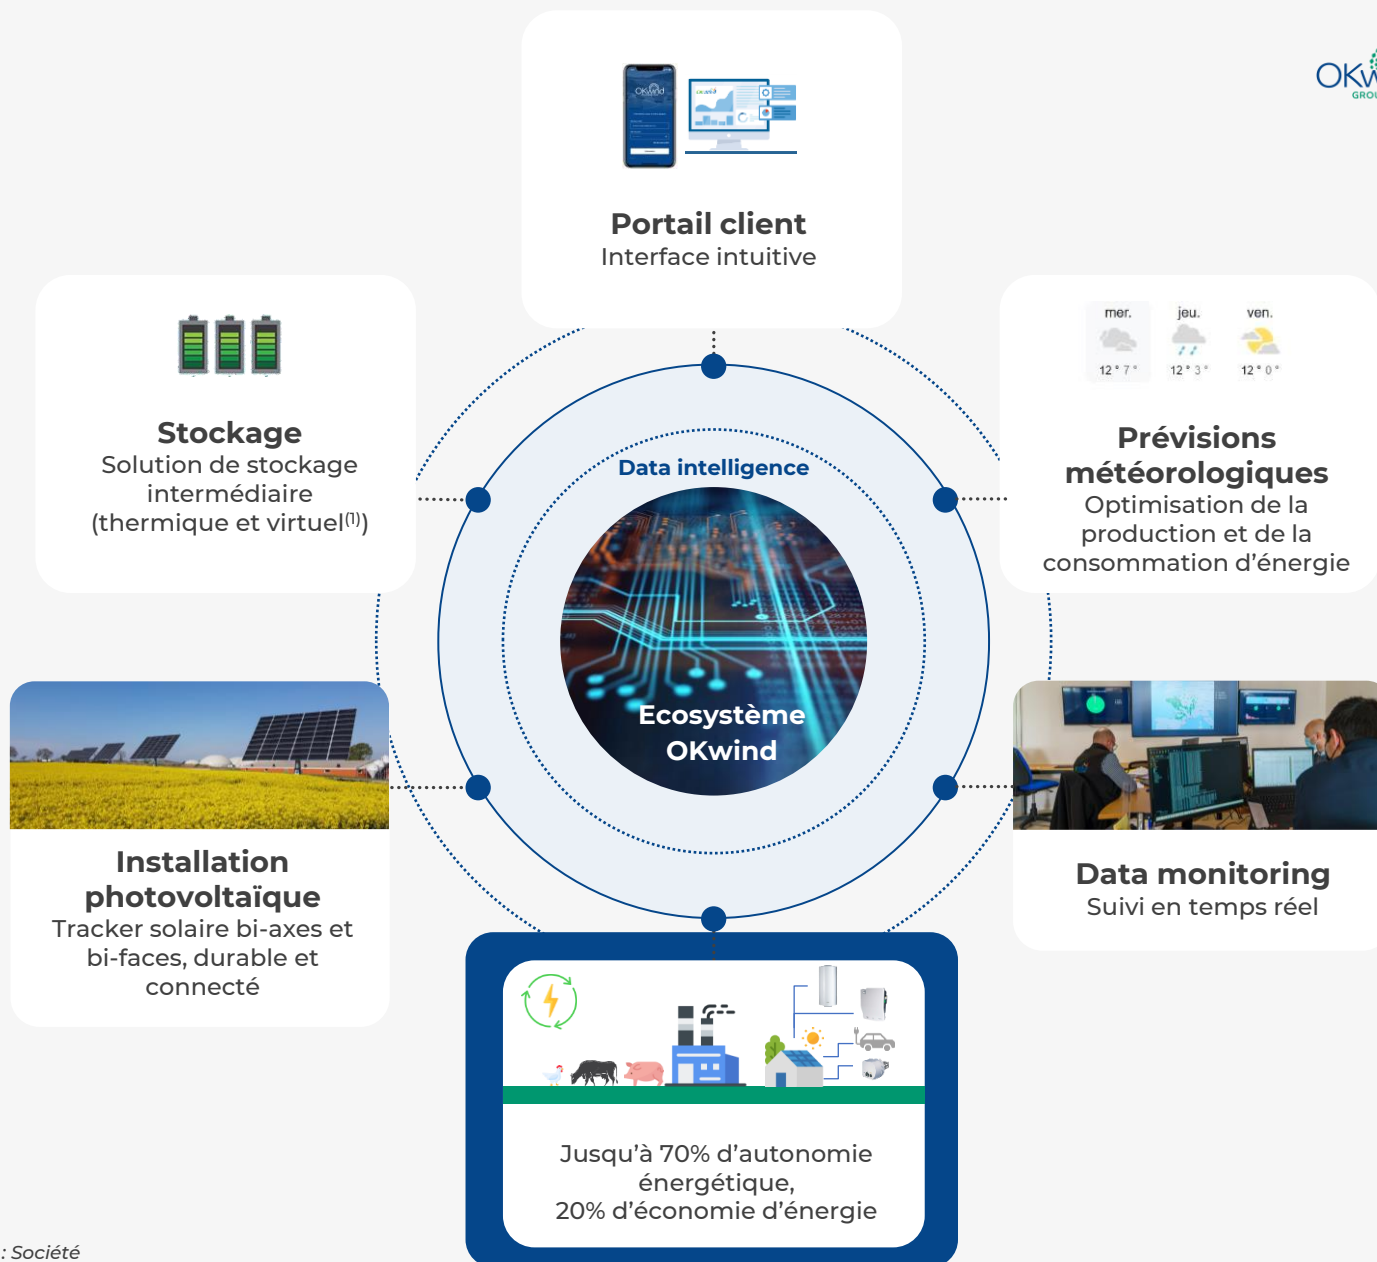 OKwind
Portail client
Interface intuitive
OKw
GROU
Stockage
Solution de stockage
intermédiaire
(thermique et virtuel(1))
mer.
jeu.
ven.
12 ° 7 °
12 ° 3 °
12 ° 0 °
Prévisions
météorologiques
Optimisation de la
production et de la
consommation d’énergie
Data intelligence
Ecosystème
OKwind
Installation
photovoltaïque
Tracker solaire bi-axes et
bi-faces, durable et
connecté
Data monitoring
Suivi en temps réel
Jusqu’à 70% d’autonomie
énergétique,
20% d’économie d’énergie
: Société